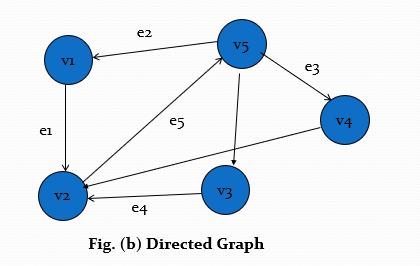 e2
v5
v1
e3
v4
e1
e5
v2
v3
e4
Fig. (b) Directed Graph